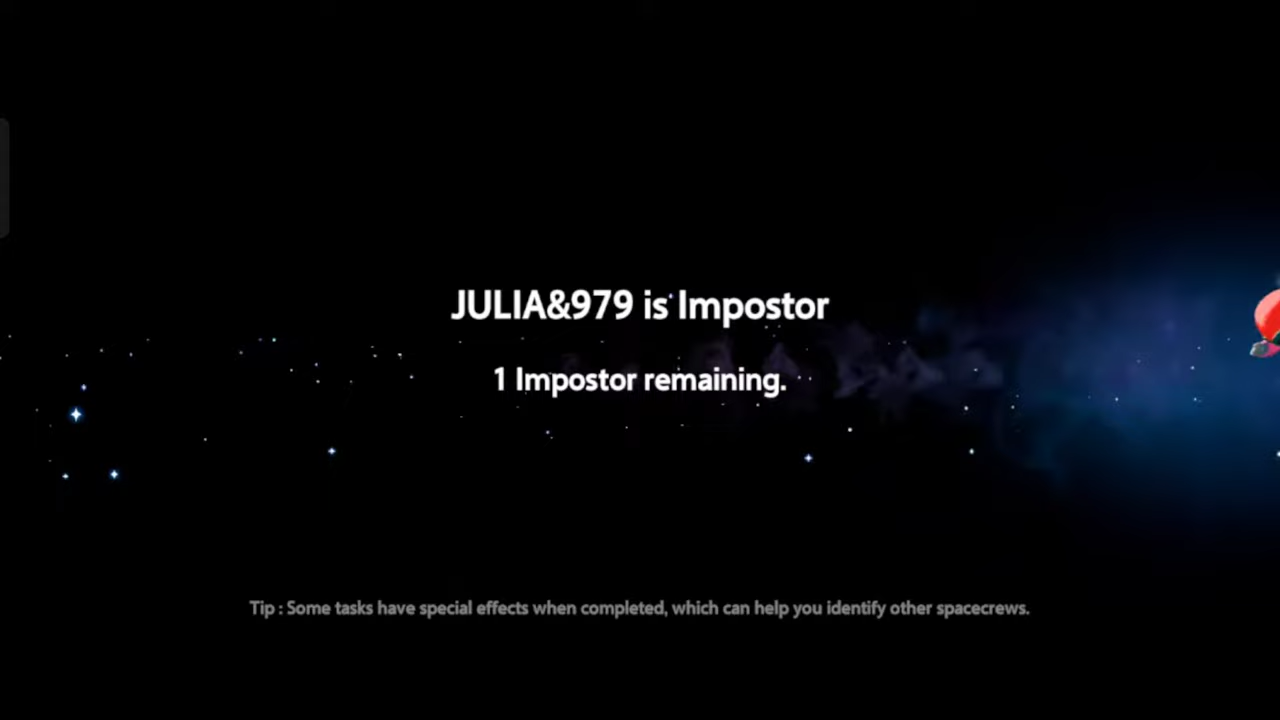 JULIA&979 is Impostor
1 Impostor remaining.
Tip : Some tasks have special effects when completed, which can help you identify other spacecrews.